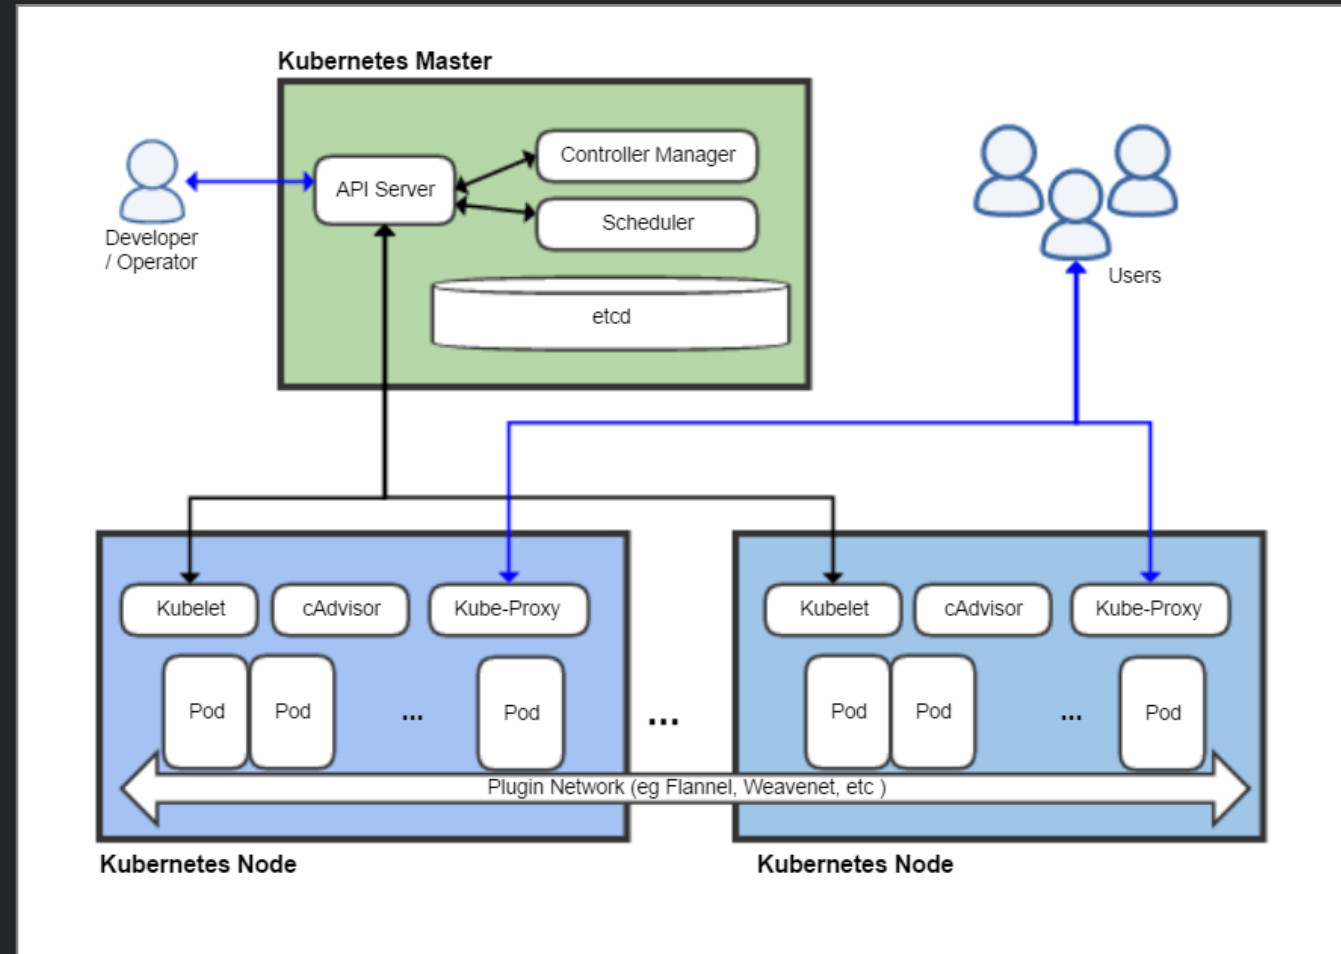 Kubernetes Master
Controller Manager
API Server
Scheduler
etcd
Developer
/ Operator
Users
Kubelet
cAdvisor
Kube-Proxy
Pod
Pod
...
Pod
...
Kubelet
cAdvisor
Kube-Proxy
Pod
Pod
...
Pod
Plugin Network (eg Flannel, Weavenet, etc )
Kubernetes Node
Kubernetes Node